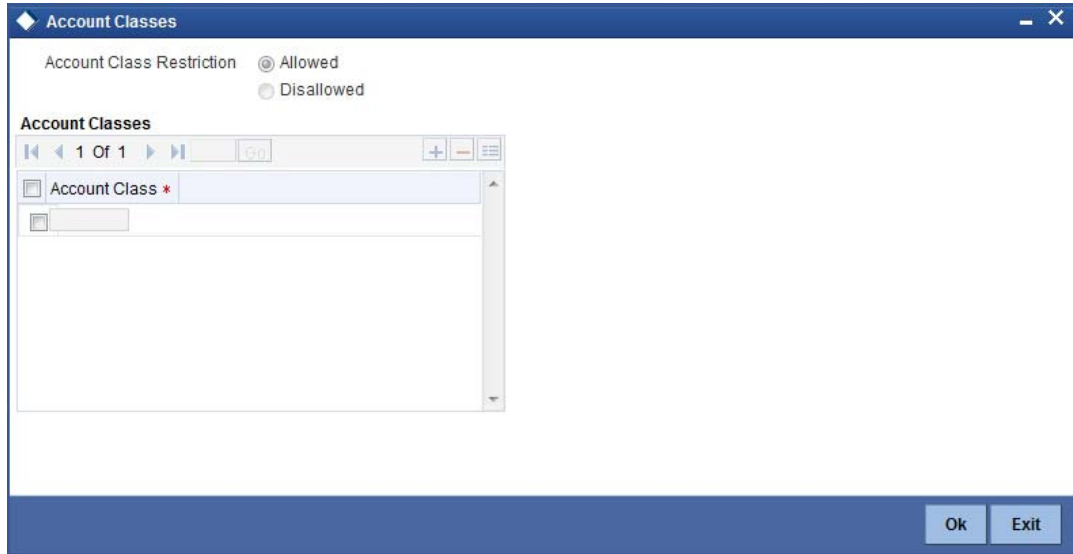 Account Classes
Account Class Restriction Allowed
Disallowed
Account Classes
1 Of 1 Go
Account Class *
Ok Exit